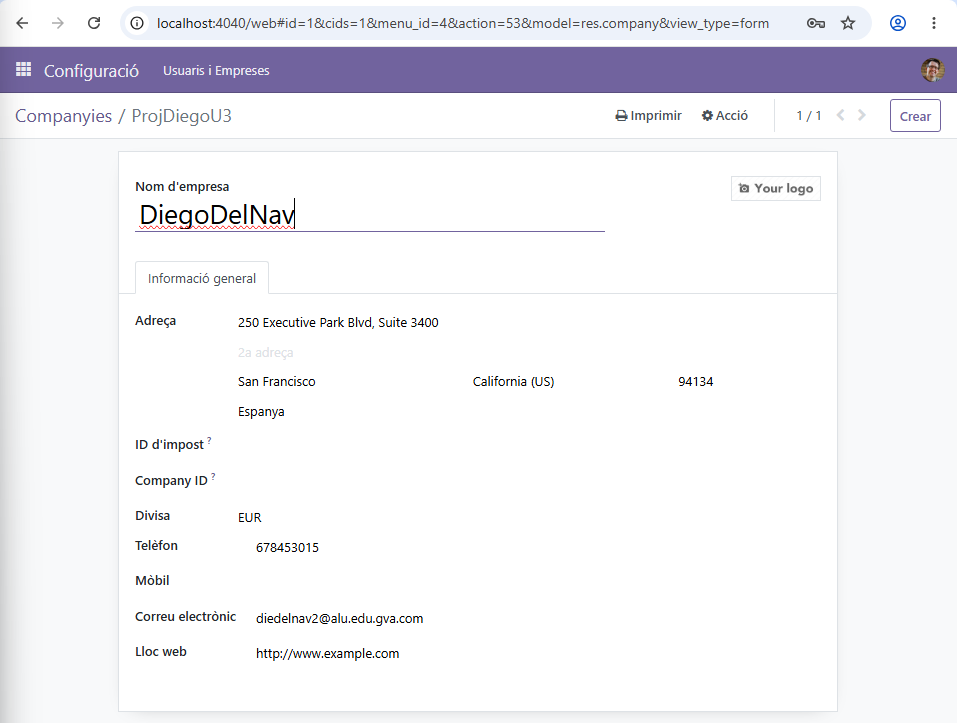 localhost:4040/web#id=1&cids=1&menu_id=4&action=53&model=res.company&view_type=form
Configuració Usuaris i Empreses
Companyies / ProjDiegoU3 Imprimir Acció 1 / 1 Crear
Nom d'empresa
Your logo
DiegoDelNav
Informació general
Adreça 250 Executive Park Blvd, Suite 3400
2a adreça
San Francisco California (US) 94134
Espanya
ID d'impost ?
Company ID ?
Divisa EUR
Telèfon 678453015
Mòbil
Correu electrònic diedelnav2@alu.edu.gva.com
Lloc web http://www.example.com